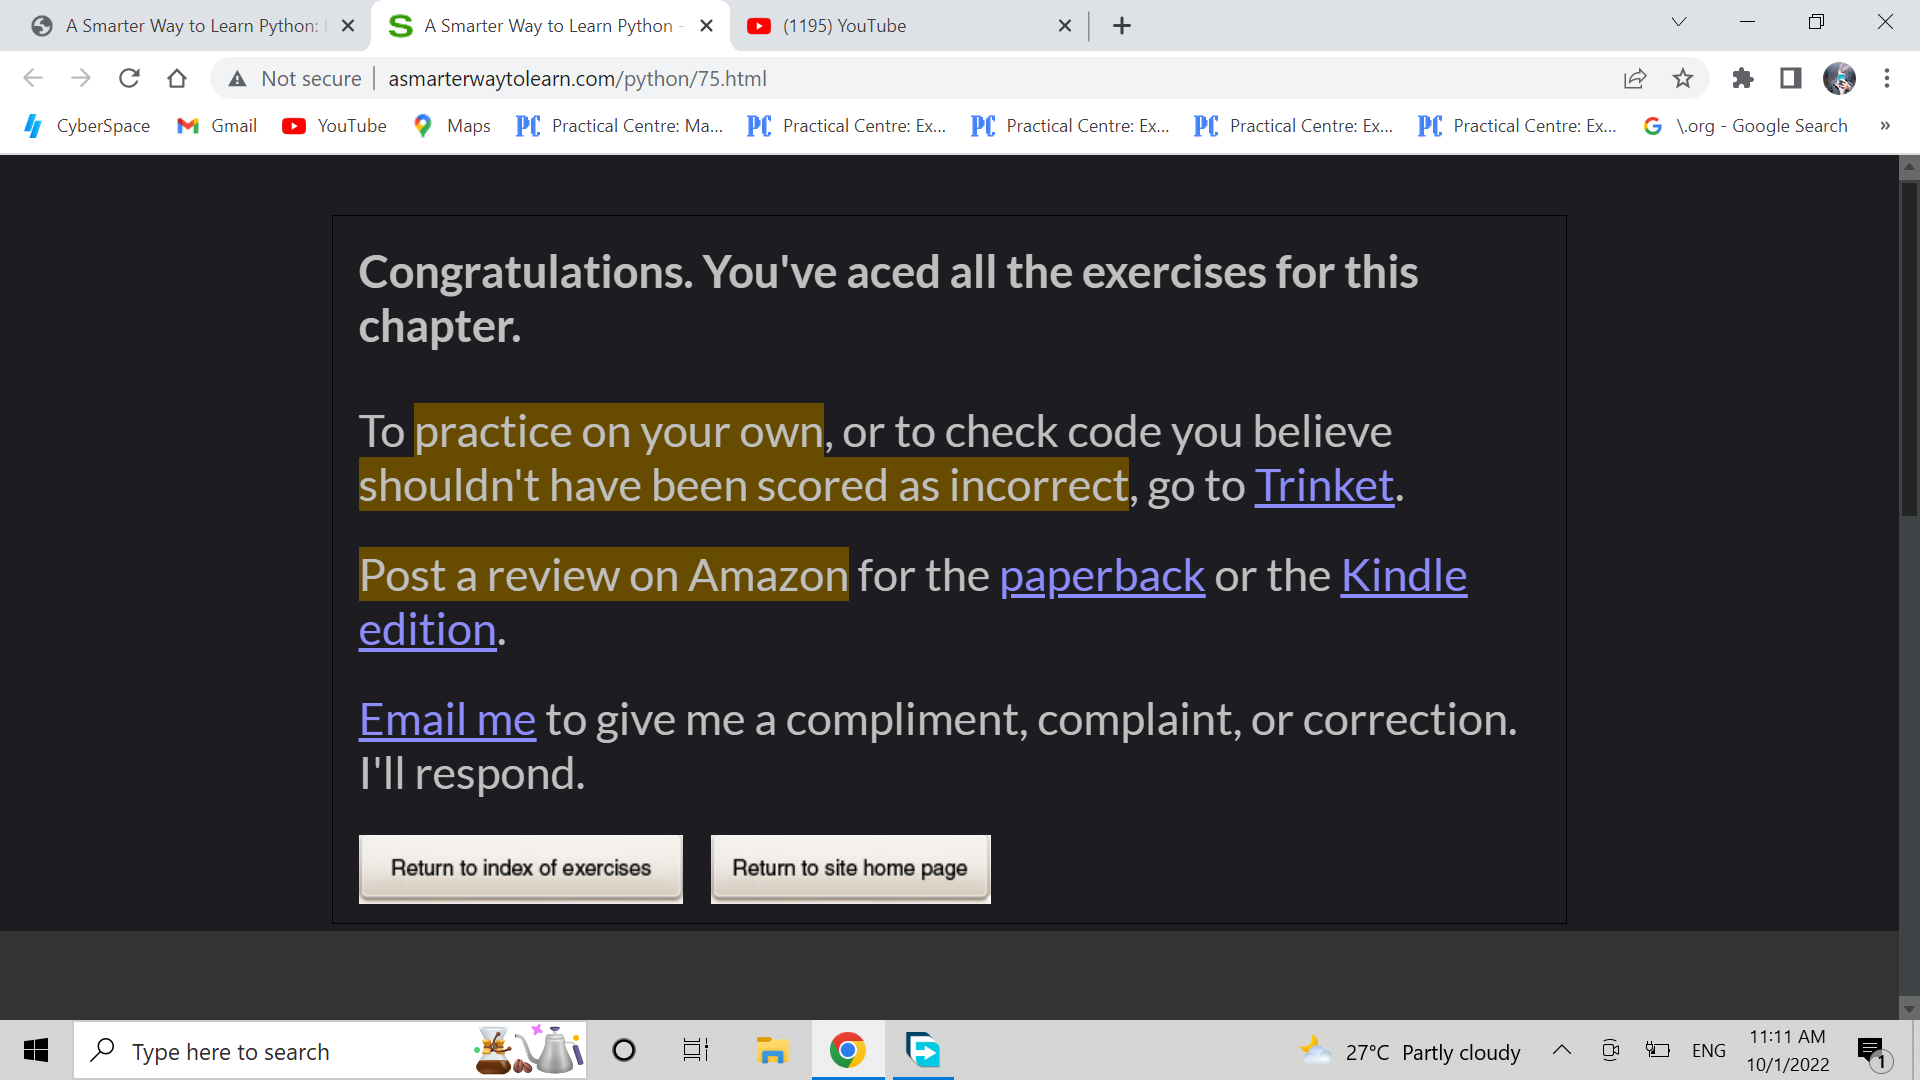 A Smarter Way to Learn Python:
A Smarter Way to Learn Python -
(1195) YouTube
Not secure
asmarterwaytolearn.com/python/75.html
CyberSpace
Gmail
YouTube
Maps
PC Practical Centre: Ma...
PC Practical Centre: Ex...
PC Practical Centre: Ex...
PC Practical Centre: Ex...
PC Practical Centre: Ex...
\.org - Google Search
»
Congratulations. You've aced all the exercises for this
chapter.
To practice on your own, or to check code you believe
shouldn't have been scored as incorrect, go to Trinket.
Post a review on Amazon for the paperback or the Kindle
edition.
Email me to give me a compliment, complaint, or correction.
I'll respond.
Return to index of exercises
Return to site home page
Type here to search
27°C Partly cloudy
ENG
11:11 AM
10/1/2022
1